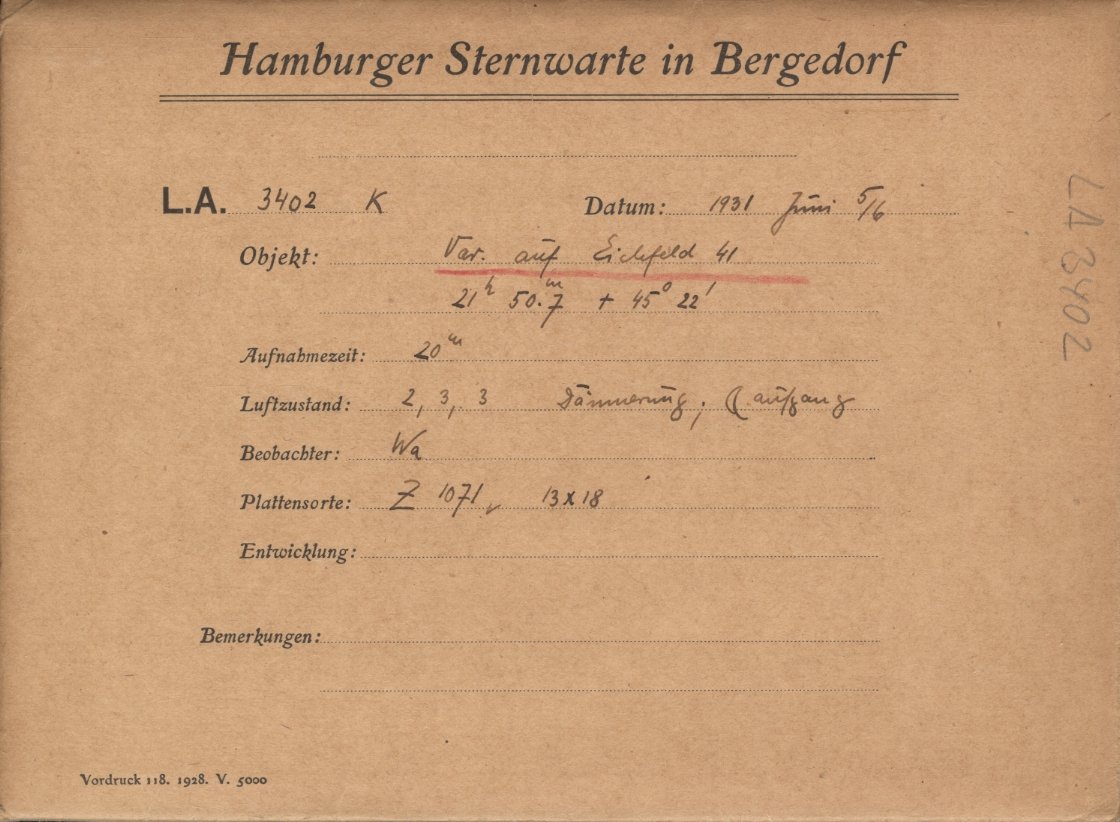 Hamburger Sternwarte in Bergedorf
L.A. 3402 K Datum: 1931 Juni 5/6
Objekt: Var. auf Eichfeld 41
21h 50.7m + 45° 22'
Aufnahmezeit: 20m
Luftzustand: 2, 3, 3 Dämmerung; ☾ aufgang
Beobachter: Wa
Plattensorte: Z 1071, 13x18
Entwicklung:
Bemerkungen:
Vordruck 118. 1928. V. 5000
LA 3402